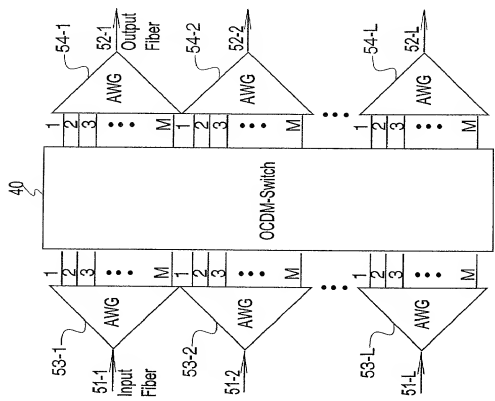 40
53-1
54-1
51-1
Input
Fiber
AWG
1
2
3
M
OCDM-Switch
1
2
3
M
AWG
52-1
Output
Fiber
53-2
54-2
51-2
AWG
1
2
3
M
1
2
3
M
AWG
52-2
53-L
54-L
51-L
AWG
1
2
3
M
1
2
3
M
AWG
52-L